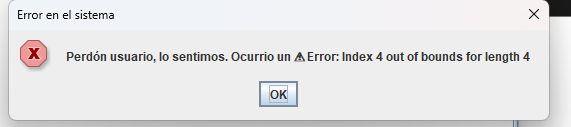 Error en el sistema
Perdón usuario, lo sentimos. Ocurrio un ⚠Error: Index 4 out of bounds for length 4
OK